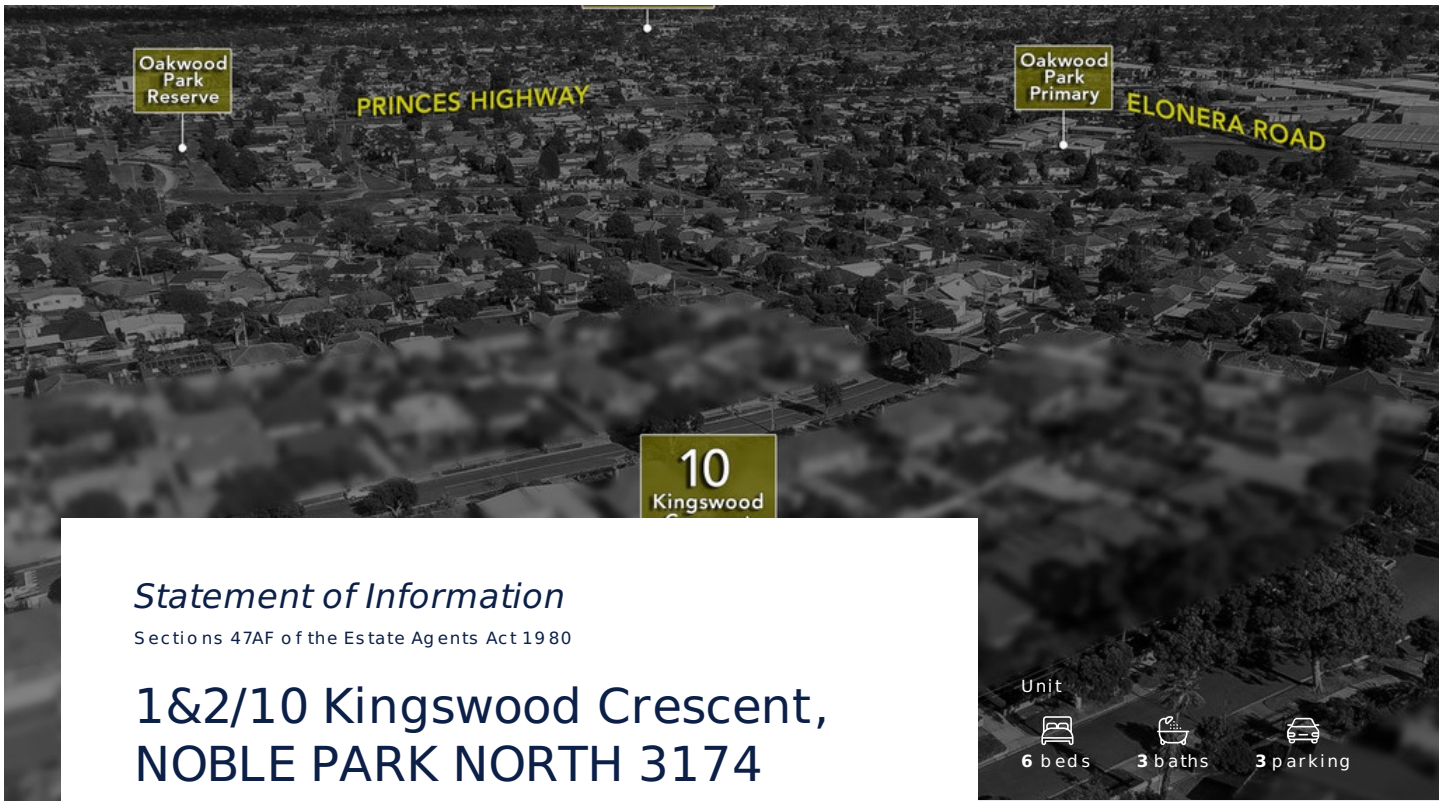 Oakwood
Park
Reserve
PRINCES HIGHWAY
Oakwood
Park
Primary
ELONERA ROAD
10
Kingswood
Statement of Information
Sections 47AF of the Estate Agents Act 1980
1&2/10 Kingswood Crescent,
NOBLE PARK NORTH 3174
Unit
6 beds
3 baths
3 parking